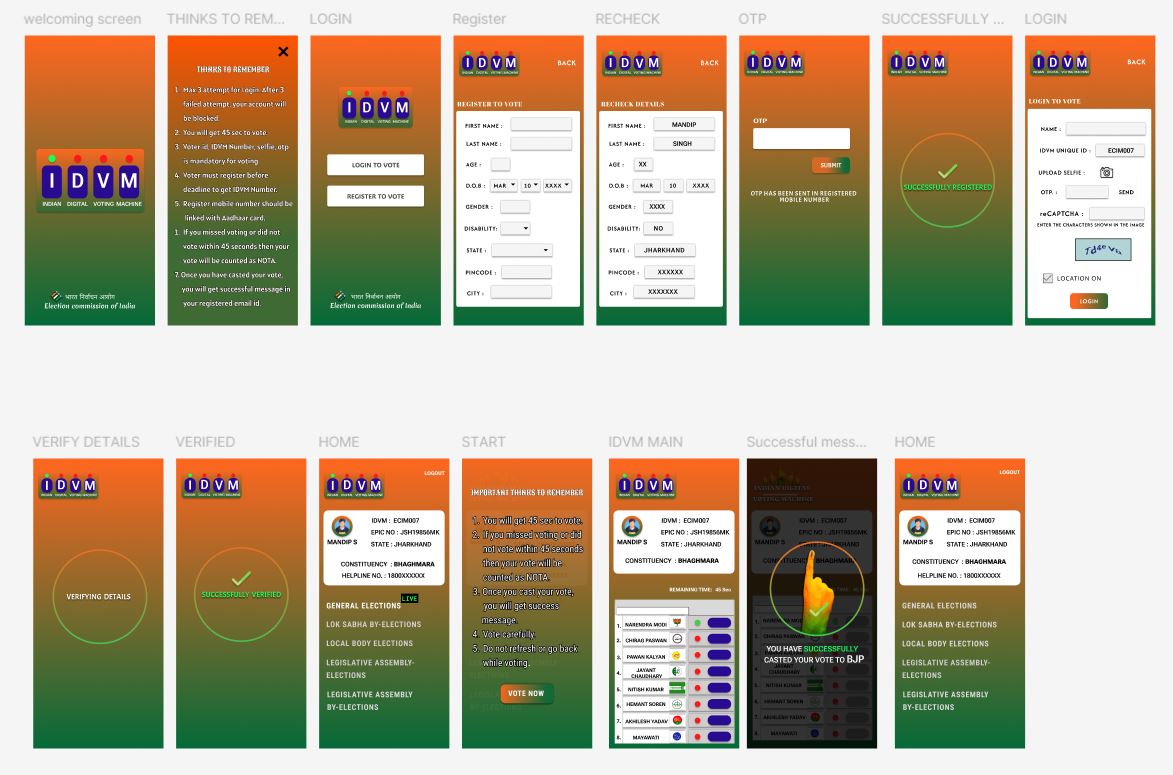 welcoming screen
I D V M
INDIAN DIGITAL VOTING MACHINE
भारत निर्वाचन आयोग
Election commission of India
THINKS TO REM...
THINKS TO REMEMBER
1. Max 3 attempt for Login. After 3
failed attempt ,your account will
be blocked.
2. You will get 45 sec to vote.
3. Voter id, IDVM Number, selfie, otp
is mandatory for voting
4. Voter must register before
deadline to get IDVM Number.
5. Register mobile number should be
linked with Aadhaar card.
1. If you missed voting or did not
vote within 45 seconds then your
vote will be counted as NOTA.
7. Once you have casted your vote,
you will get successful message in
your registered email id.
LOGIN
I D V M
INDIAN DIGITAL VOTING MACHINE
LOGIN TO VOTE
REGISTER TO VOTE
भारत निर्वाचन आयोग
Election commission of India
Register
I D V M
INDIAN DIGITAL VOTING MACHINE
BACK
REGISTER TO VOTE
FIRST NAME :
LAST NAME :
AGE :
D.O.B : MAR 10 XXXX
GENDER :
DISABILITY:
STATE :
PINCODE :
CITY :
RECHECK
I D V M
INDIAN DIGITAL VOTING MACHINE
BACK
RECHECK DETAILS
FIRST NAME : MANDIP
LAST NAME : SINGH
AGE : XX
D.O.B : MAR 10 XXXX
GENDER : XXXX
DISABILITY: NO
STATE : JHARKHAND
PINCODE : XXXXXX
CITY : XXXXXXX
OTP
I D V M
INDIAN DIGITAL VOTING MACHINE
OTP
SUBMIT
OTP HAS BEEN SENT IN REGISTERED
MOBILE NUMBER
SUCCESSFULLY ...
I D V M
INDIAN DIGITAL VOTING MACHINE
SUCCESSFULLY REGISTERED
LOGIN
I D V M
INDIAN DIGITAL VOTING MACHINE
BACK
LOGIN TO VOTE
NAME :
IDVM UNIQUE ID : ECIM007
UPLOAD SELFIE :
OTP. : SEND
reCAPTCHA :
ENTER THE CHARACTERS SHOWN IN THE IMAGE
LOCATION ON
LOGIN
VERIFY DETAILS
I D V M
INDIAN DIGITAL VOTING MACHINE
VERIFYING DETAILS
VERIFIED
I D V M
INDIAN DIGITAL VOTING MACHINE
SUCCESSFULLY VERIFIED
HOME
LOGOUT
I D V M
INDIAN DIGITAL VOTING MACHINE
MANDIP S
IDVM : ECIM007
EPIC NO : JSH19856MK
STATE : JHARKHAND
CONSTITUENCY : BHAGHMARA
HELPLINE NO. : 1800XXXXXX
LIVE
GENERAL ELECTIONS
LOK SABHA BY-ELECTIONS
LOCAL BODY ELECTIONS
LEGISLATIVE ASSEMBLY-
ELECTIONS
LEGISLATIVE ASSEMBLY
BY-ELECTIONS
START
IMPORTANT THINKS TO REMEMBER
1. You will get 45 sec to vote.
2. If you missed voting or did
not vote within 45 seconds
then your vote will be
counted as NOTA.
3. Once you cast your vote,
you will get success
message.
4. Vote carefully.
5. Do not refresh or go back
while voting.
VOTE NOW
IDVM MAIN
I D V M
INDIAN DIGITAL VOTING MACHINE
MANDIP S
IDVM : ECIM007
EPIC NO : JSH19856MK
STATE : JHARKHAND
CONSTITUENCY : BHAGHMARA
HELPLINE NO. : 1800XXXXXX
REMAINING TIME: 45 Sec
1. NARENDRA MODI
2. CHIRAG PASWAN
3. PAWAN KALYAN
4. JAYANT
CHAUDHARY
5. NITISH KUMAR
6. HEMANT SOREN
7. AKHILESH YADAV
8. MAYAWATI
Successful mess...
INDIAN DIGITAL
VOTING MACHINE
YOU HAVE SUCCESSFULLY
CASTED YOUR VOTE TO BJP
NITISH KUMAR
HEMANT SOREN
AKHILESH YADAV
MAYAWATI
HOME
LOGOUT
I D V M
INDIAN DIGITAL VOTING MACHINE
MANDIP S
IDVM : ECIM007
EPIC NO : JSH19856MK
STATE : JHARKHAND
CONSTITUENCY : BHAGHMARA
HELPLINE NO. : 1800XXXXXX
GENERAL ELECTIONS
LOK SABHA BY-ELECTIONS
LOCAL BODY ELECTIONS
LEGISLATIVE ASSEMBLY-
ELECTIONS
LEGISLATIVE ASSEMBLY
BY-ELECTIONS